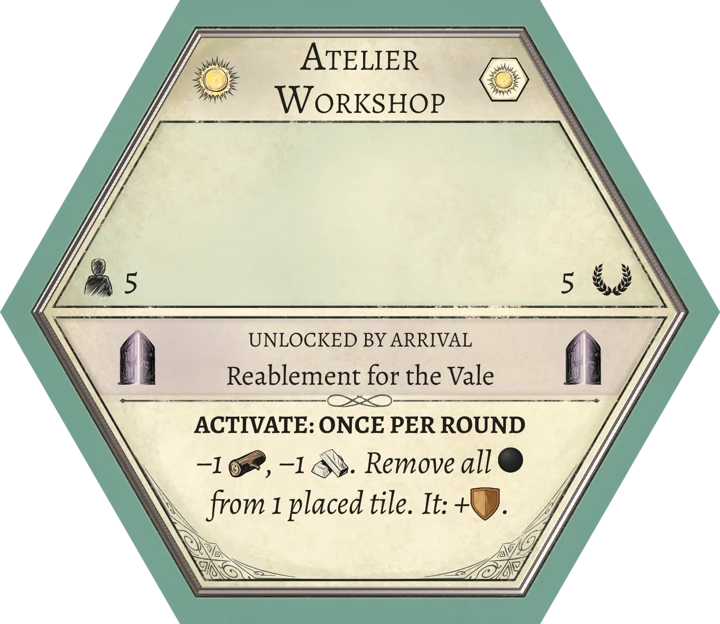 ATELIER
WORKSHOP
5
5
UNLOCKED BY ARRIVAL
Reablement for the Vale
ACTIVATE: ONCE PER ROUND
–1 , –1 . Remove all
from 1 placed tile. It: + .